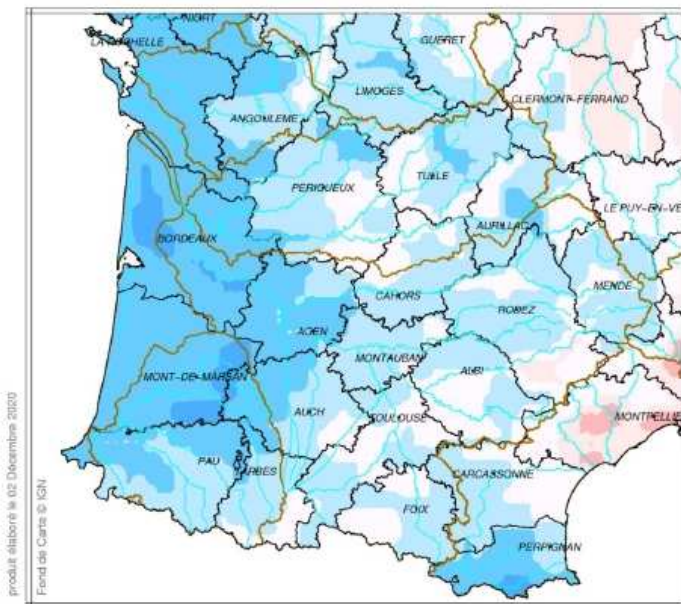 NIORT
LA ROCHELLE
GUERET
LIMOGES
CLERMONT-FERRAND
ANGOULEME
TULLE
PERIGUEUX
LE PUY-EN-VE
AURILLAC
BORDEAUX
MENDE
CAHORS
RODEZ
AGEN
MONTAUBAN
ALBI
MONT-DE-MARSAN
AUCH
TOULOUSE
MONTPELLIE
PAU
TARBES
CARCASSONNE
FOIX
PERPIGNAN
produit élaboré le 02 Décembre 2020
Fond de Carte © IGN